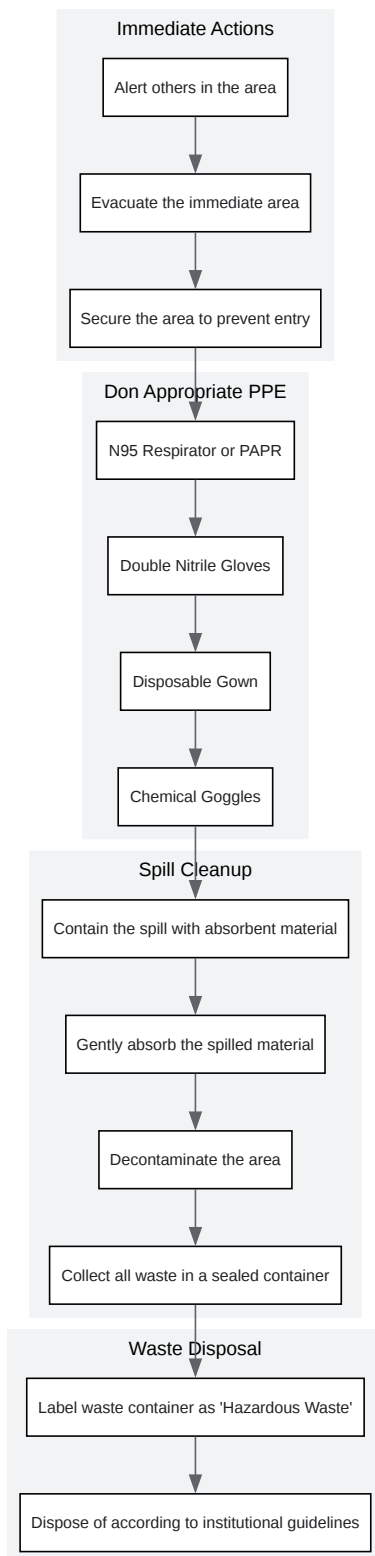 Immediate Actions
Alert others in the area
Evacuate the immediate area
Secure the area to prevent entry
Don Appropriate PPE
N95 Respirator or PAPR
Double Nitrile Gloves
Disposable Gown
Chemical Goggles
Spill Cleanup
Contain the spill with absorbent material
Gently absorb the spilled material
Decontaminate the area
Collect all waste in a sealed container
Waste Disposal
Label waste container as 'Hazardous Waste'
Dispose of according to institutional guidelines